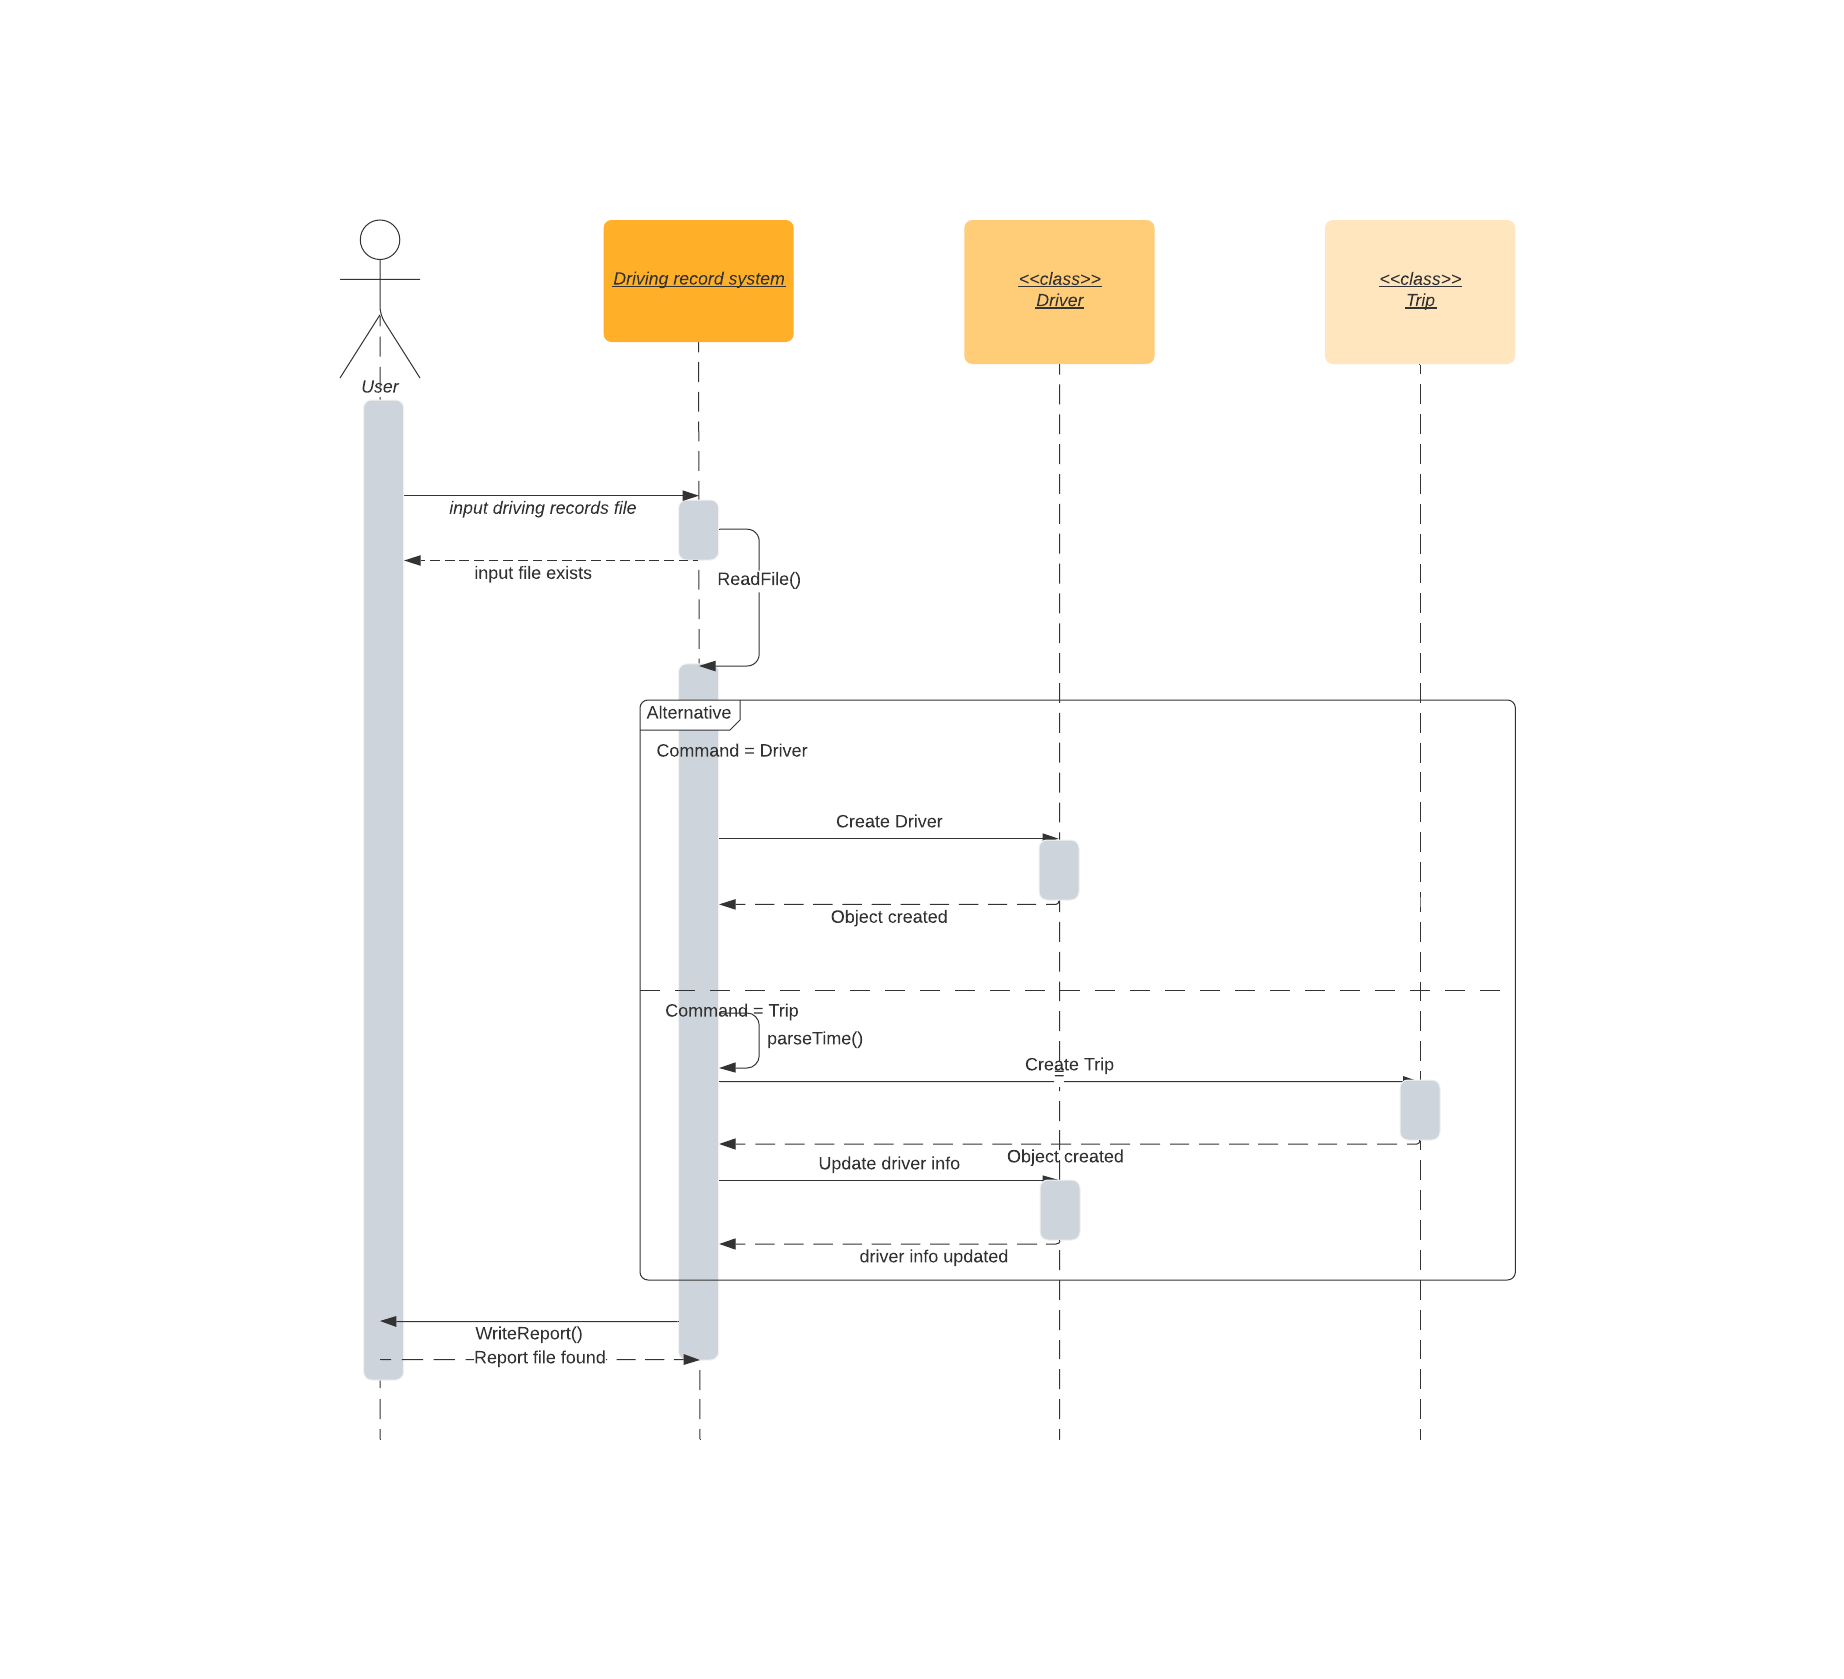 User
Driving record system
<<class>>
Driver
<<class>>
Trip
input driving records file
input file exists
ReadFile()
Alternative
Command = Driver
Create Driver
Object created
Command = Trip
parseTime()
Create Trip
Object created
Update driver info
driver info updated
WriteReport()
Report file found